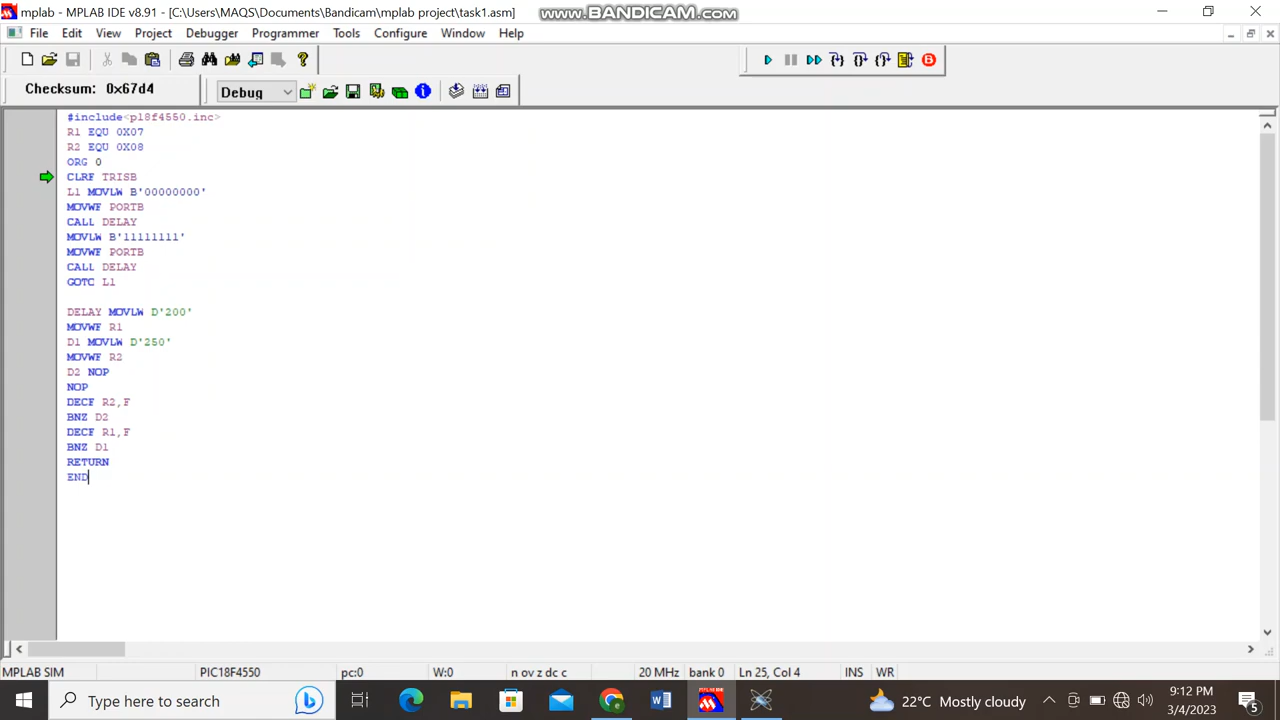 mplab - MPLAB IDE v8.91 - [C:\Users\MAQS\Documents\Bandicam\mplab project\task1.asm]
www.BANDICAM.com
File Edit View Project Debugger Programmer Tools Configure Window Help
Checksum: 0x67d4
Debug
#include<p18f4550.inc>
R1 EQU 0X07
R2 EQU 0X08
ORG 0
CLRF TRISB
L1 MOVLW B'00000000'
MOVWF PORTB
CALL DELAY
MOVLW B'11111111'
MOVWF PORTB
CALL DELAY
GOTO L1
DELAY MOVLW D'200'
MOVWF R1
D1 MOVLW D'250'
MOVWF R2
D2 NOP
NOP
DECF R2,F
BNZ D2
DECF R1,F
BNZ D1
RETURN
END
MPLAB SIM PIC18F4550 pc:0 W:0 n ov z dc c 20 MHz bank 0 Ln 25, Col 4 INS WR
Type here to search
22°C Mostly cloudy
9:12 PM
3/4/2023
5